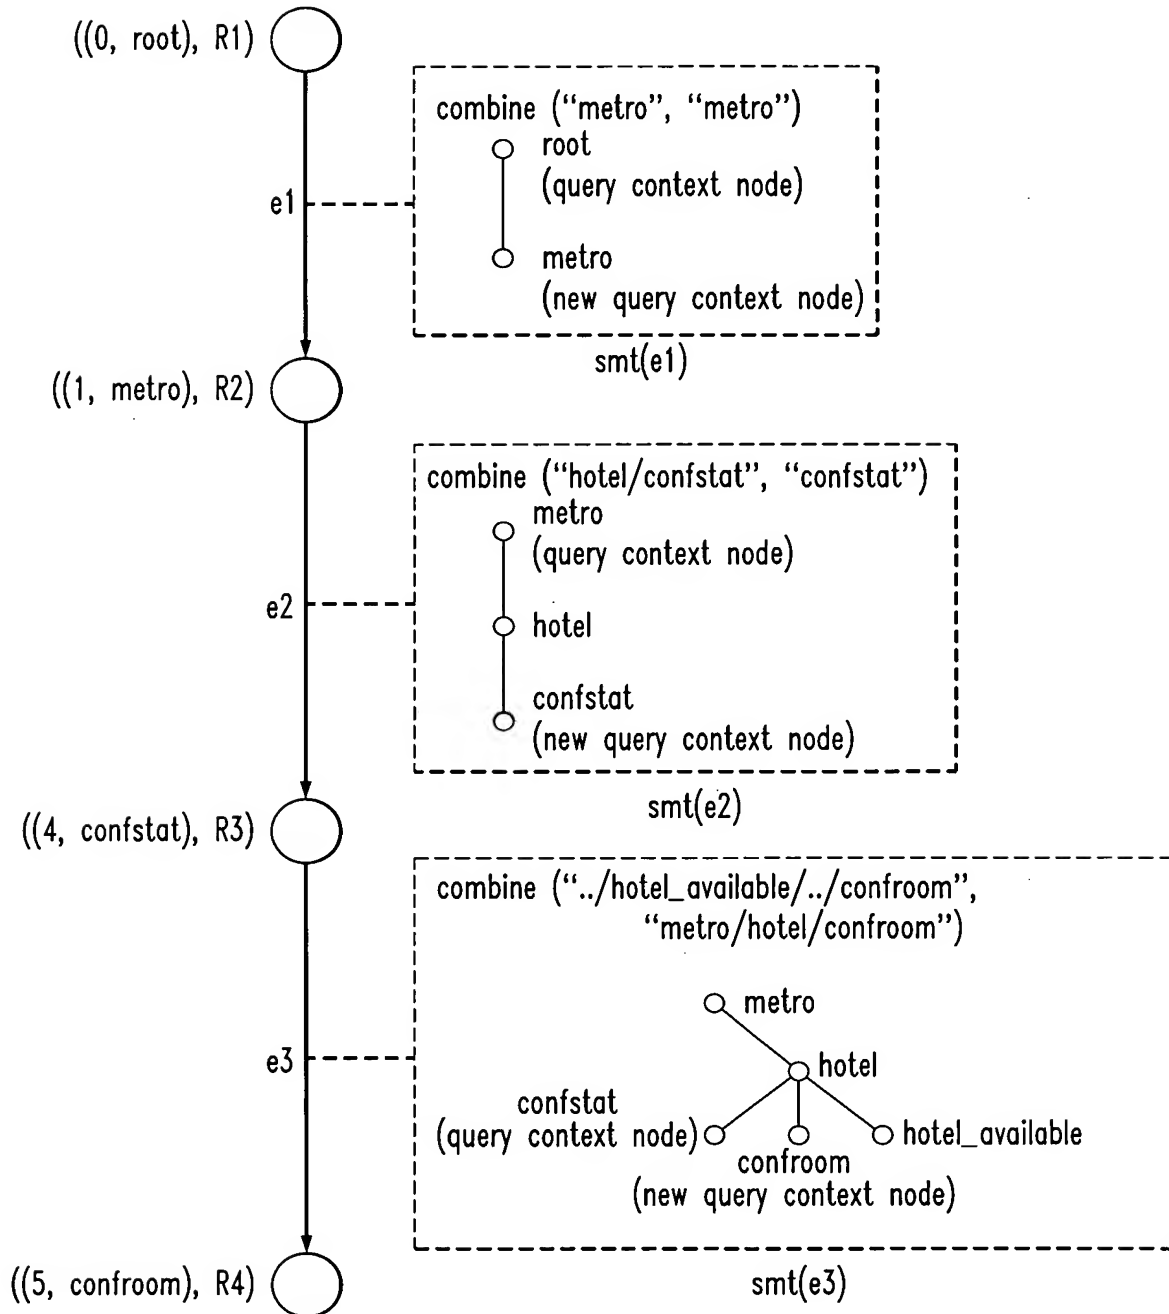 ((0, root), R1)
combine (“metro”, “metro”)
root
(query context node)
e1
metro
(new query context node)
smt(e1)
((1, metro), R2)
combine (“hotel/confstat”, “confstat”)
metro
(query context node)
e2
hotel
confstat
(new query context node)
smt(e2)
((4, confstat), R3)
combine (“../hotel_available/../confroom”,
“metro/hotel/confroom”)
metro
e3
hotel
confstat
(query context node)
hotel_available
confroom
(new query context node)
smt(e3)
((5, confroom), R4)